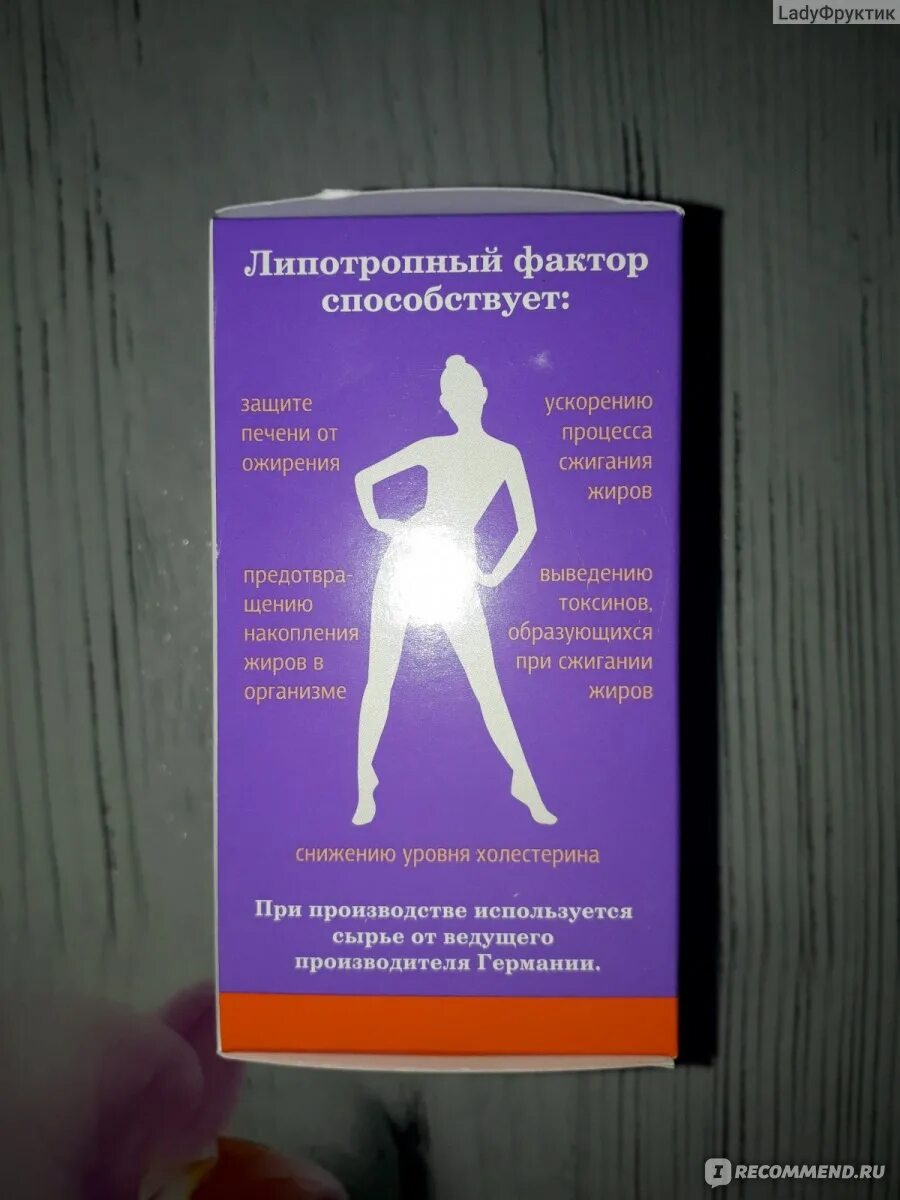 LadyФруктик
Липотропный фактор
способствует:
защите
печени от
ожирения
ускорению
процесса
сжигания
жиров
предотвра-
щению
накопления
жиров в
организме
выведению
токсинов,
образующихся
при сжигании
жиров
снижению уровня холестерина
При производстве используется
сырье от ведущего
производителя Германии.
I RECOMMEND.RU